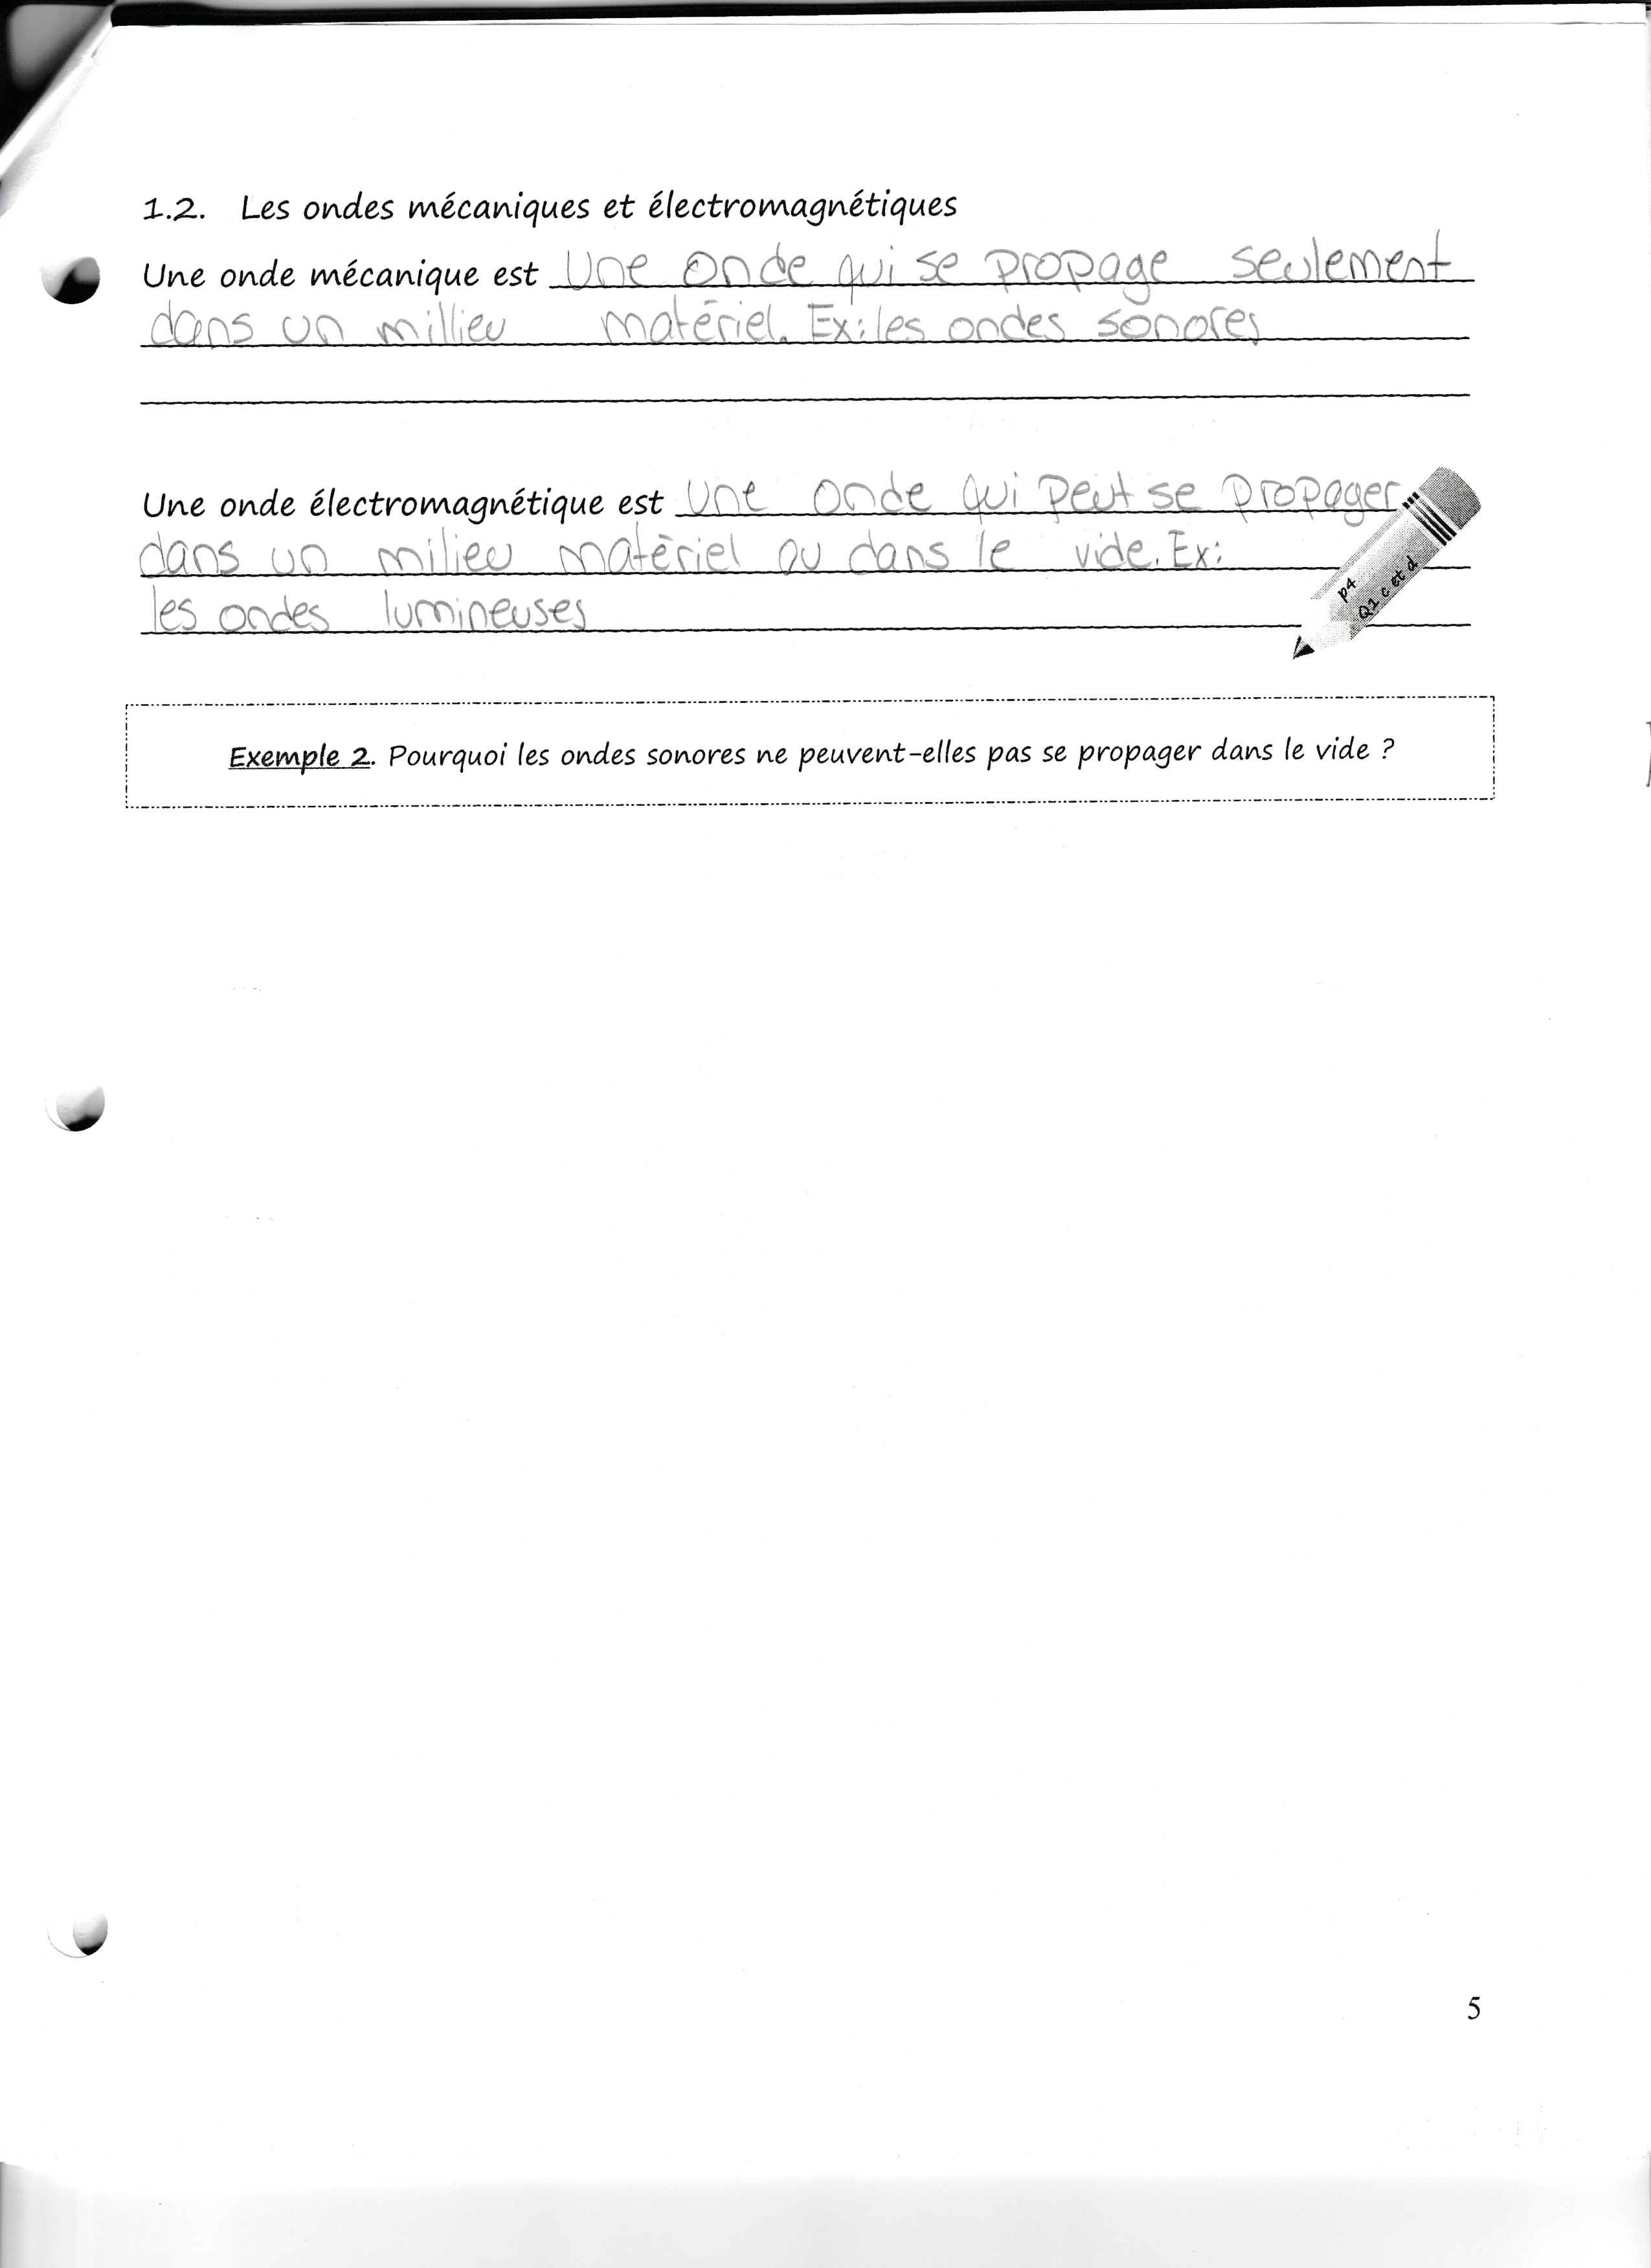 1.2. Les ondes mécaniques et électromagnétiques
Une onde mécanique est une onde qui se propage seulement
dans un millieu matériel. Ex: les ondes sonores
Une onde électromagnétique est une onde qui peut se propager
dans un milieu matériel ou dans le vide. Ex:
les ondes lumineuses
p4
Q1 c et d
Exemple 2. Pourquoi les ondes sonores ne peuvent-elles pas se propager dans le vide ?
5